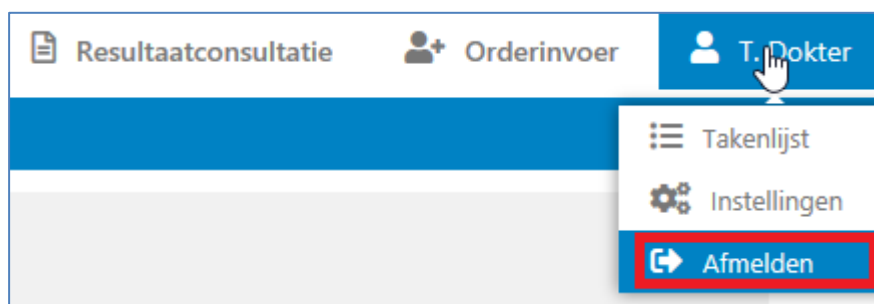 Resultaatconsultatie Orderinvoer T. Dokter
Takenlijst
Instellingen
Afmelden